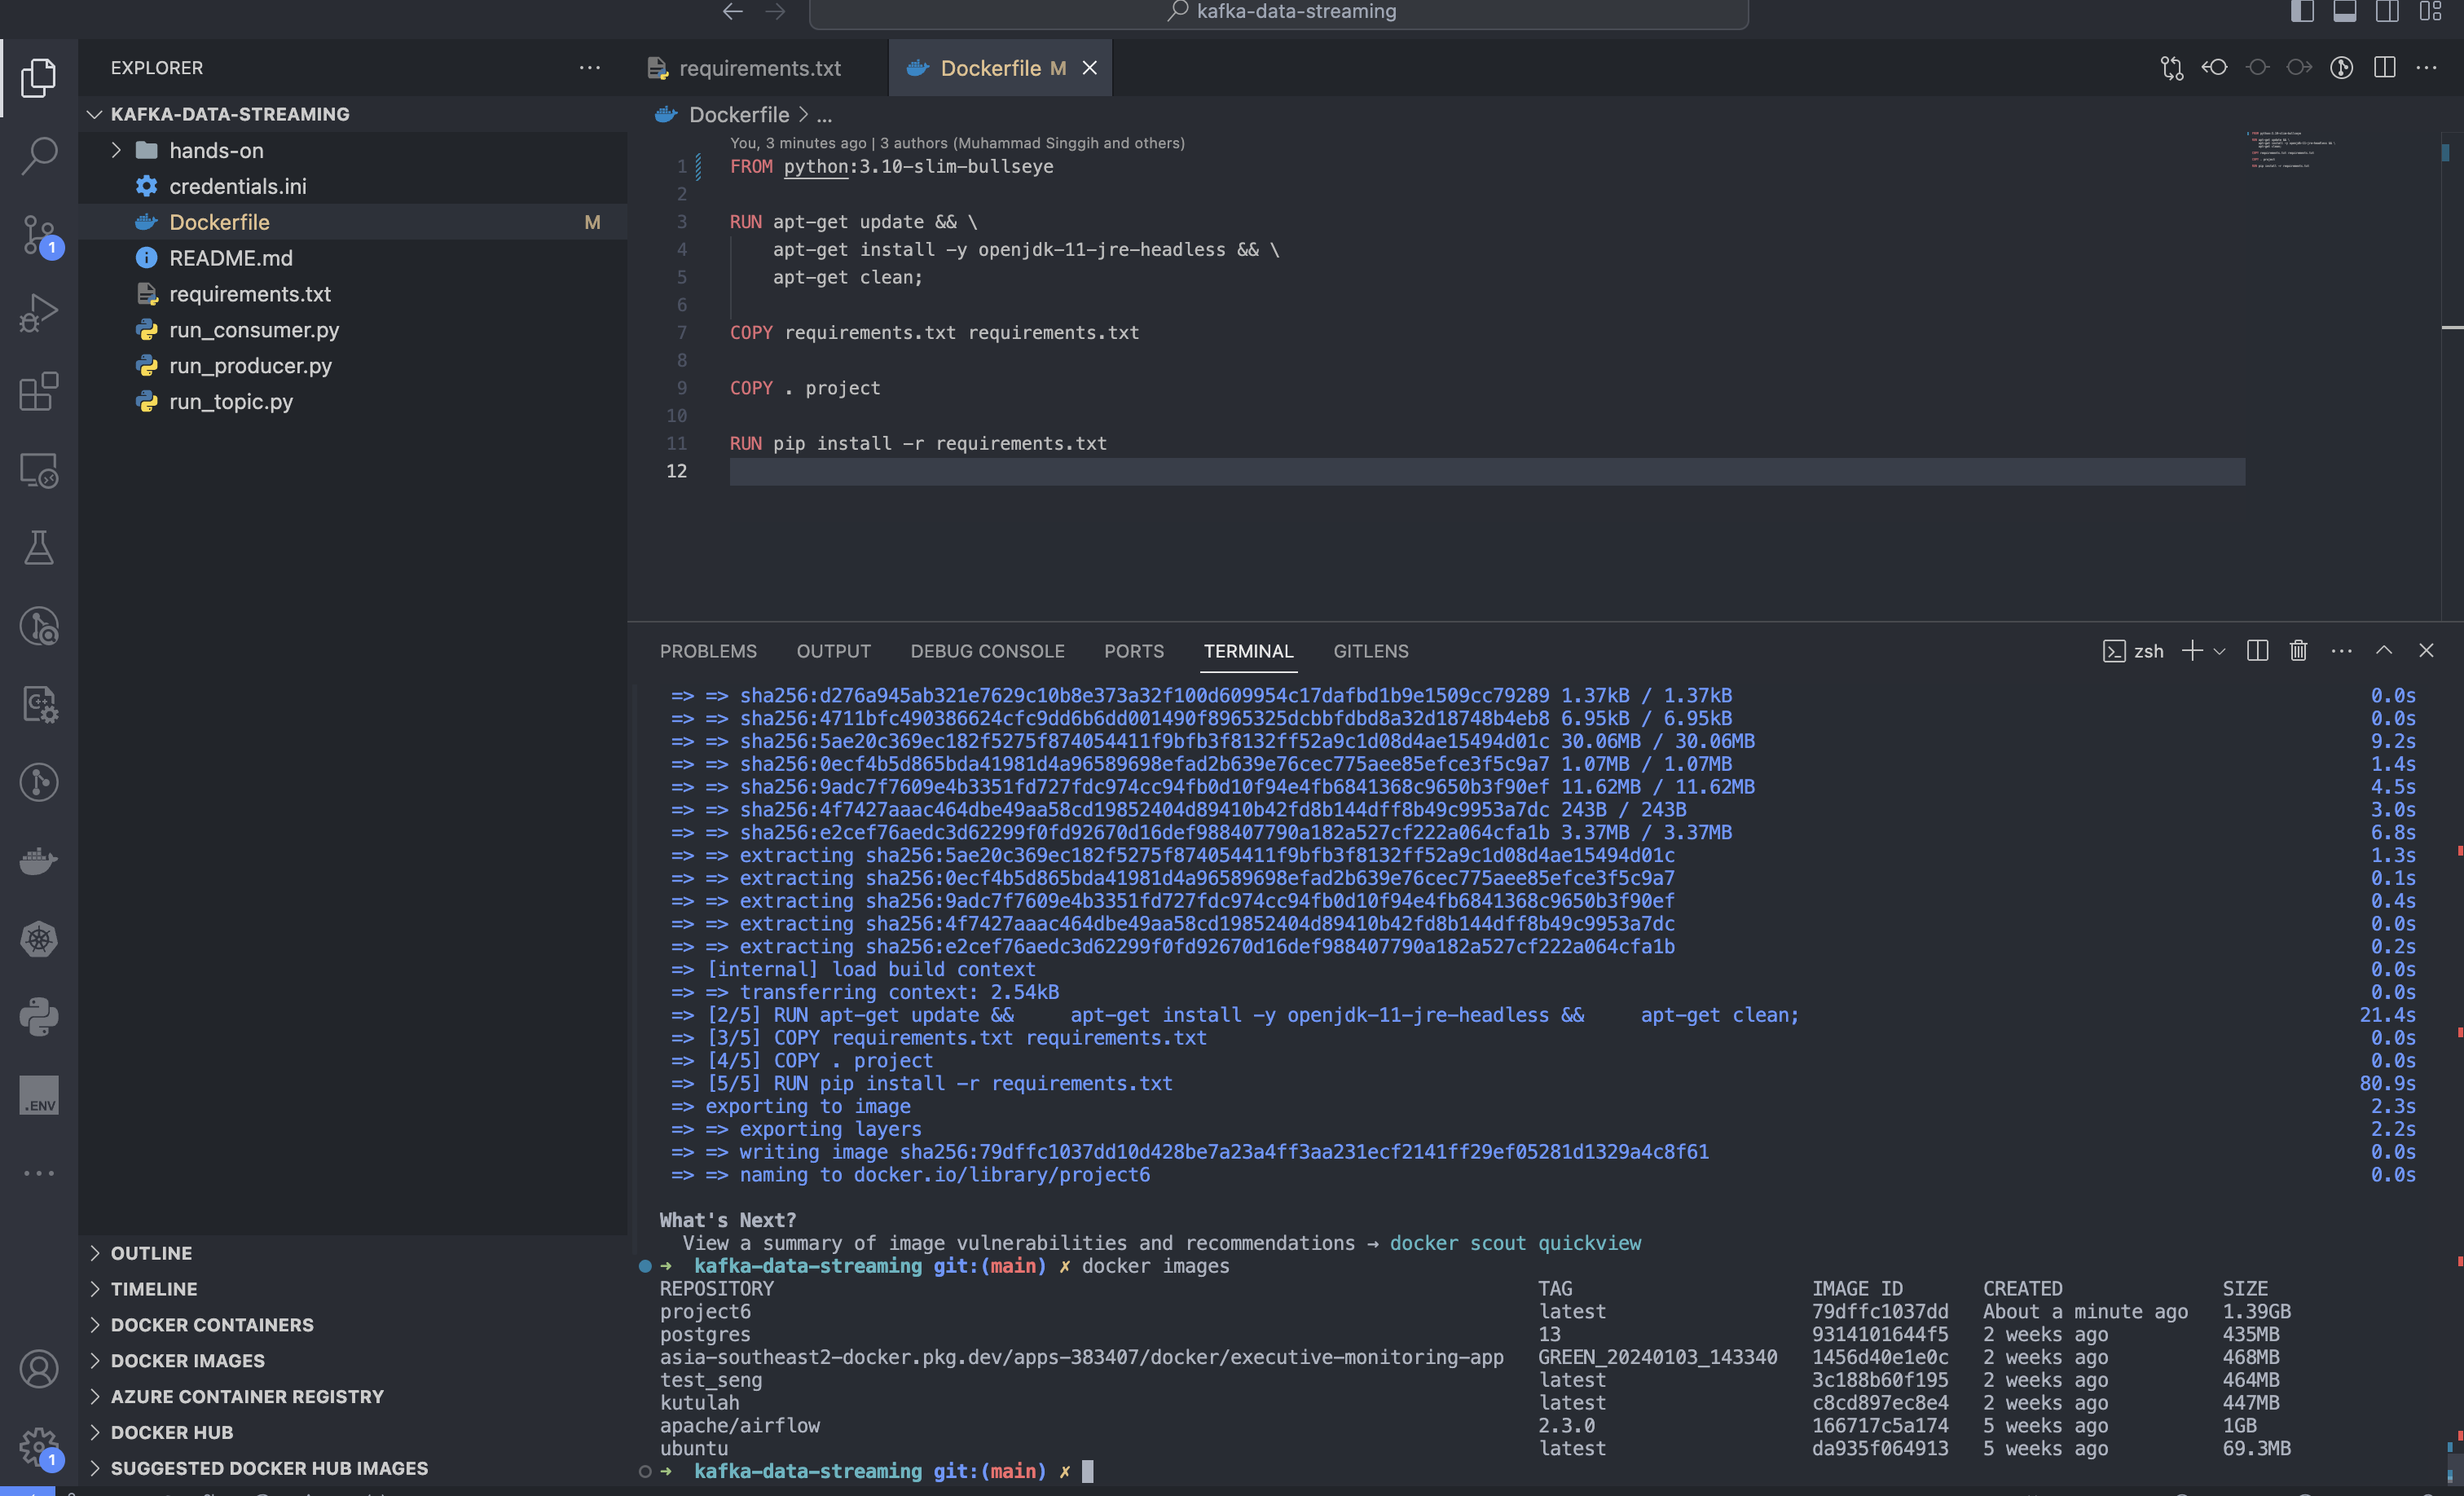 kafka-data-streaming
EXPLORER
KAFKA-DATA-STREAMING
hands-on
credentials.ini
Dockerfile M
README.md
requirements.txt
run_consumer.py
run_producer.py
run_topic.py
1
.ENV
OUTLINE
TIMELINE
DOCKER CONTAINERS
DOCKER IMAGES
AZURE CONTAINER REGISTRY
DOCKER HUB
SUGGESTED DOCKER HUB IMAGES
1
requirements.txt
Dockerfile M
Dockerfile > ...
You, 3 minutes ago | 3 authors (Muhammad Singgih and others)
1 FROM python:3.10-slim-bullseye
2
3 RUN apt-get update && \
4 apt-get install -y openjdk-11-jre-headless && \
5 apt-get clean;
6
7 COPY requirements.txt requirements.txt
8
9 COPY . project
10
11 RUN pip install -r requirements.txt
12
PROBLEMS OUTPUT DEBUG CONSOLE PORTS TERMINAL GITLENS
zsh
=> => sha256:d276a945ab321e7629c10b8e373a32f100d609954c17dafbd1b9e1509cc79289 1.37kB / 1.37kB 0.0s
=> => sha256:4711bfc490386624cfc9dd6b6dd001490f8965325dcbbfdbd8a32d18748b4eb8 6.95kB / 6.95kB 0.0s
=> => sha256:5ae20c369ec182f5275f874054411f9bfb3f8132ff52a9c1d08d4ae15494d01c 30.06MB / 30.06MB 9.2s
=> => sha256:0ecf4b5d865bda41981d4a96589698efad2b639e76cec775aee85efce3f5c9a7 1.07MB / 1.07MB 1.4s
=> => sha256:9adc7f7609e4b3351fd727fdc974cc94fb0d10f94e4fb6841368c9650b3f90ef 11.62MB / 11.62MB 4.5s
=> => sha256:4f7427aaac464dbe49aa58cd19852404d89410b42fd8b144dff8b49c9953a7dc 243B / 243B 3.0s
=> => sha256:e2cef76aedc3d62299f0fd92670d16def988407790a182a527cf222a064cfa1b 3.37MB / 3.37MB 6.8s
=> => extracting sha256:5ae20c369ec182f5275f874054411f9bfb3f8132ff52a9c1d08d4ae15494d01c 1.3s
=> => extracting sha256:0ecf4b5d865bda41981d4a96589698efad2b639e76cec775aee85efce3f5c9a7 0.1s
=> => extracting sha256:9adc7f7609e4b3351fd727fdc974cc94fb0d10f94e4fb6841368c9650b3f90ef 0.4s
=> => extracting sha256:4f7427aaac464dbe49aa58cd19852404d89410b42fd8b144dff8b49c9953a7dc 0.0s
=> => extracting sha256:e2cef76aedc3d62299f0fd92670d16def988407790a182a527cf222a064cfa1b 0.2s
=> [internal] load build context 0.0s
=> => transferring context: 2.54kB 0.0s
=> [2/5] RUN apt-get update &&     apt-get install -y openjdk-11-jre-headless &&     apt-get clean; 21.4s
=> [3/5] COPY requirements.txt requirements.txt 0.0s
=> [4/5] COPY . project 0.0s
=> [5/5] RUN pip install -r requirements.txt 80.9s
=> exporting to image 2.3s
=> => exporting layers 2.2s
=> => writing image sha256:79dffc1037dd10d428be7a23a4ff3aa231ecf2141ff29ef05281d1329a4c8f61 0.0s
=> => naming to docker.io/library/project6 0.0s
What's Next?
View a summary of image vulnerabilities and recommendations → docker scout quickview
➜ kafka-data-streaming git:(main) ✗ docker images
REPOSITORY TAG IMAGE ID CREATED SIZE
project6 latest 79dffc1037dd About a minute ago 1.39GB
postgres 13 9314101644f5 2 weeks ago 435MB
asia-southeast2-docker.pkg.dev/apps-383407/docker/executive-monitoring-app GREEN_20240103_143340 1456d40e1e0c 2 weeks ago 468MB
test_seng latest 3c188b60f195 2 weeks ago 464MB
kutulah latest c8cd897ec8e4 2 weeks ago 447MB
apache/airflow 2.3.0 166717c5a174 5 weeks ago 1GB
ubuntu latest da935f064913 5 weeks ago 69.3MB
➜ kafka-data-streaming git:(main) ✗